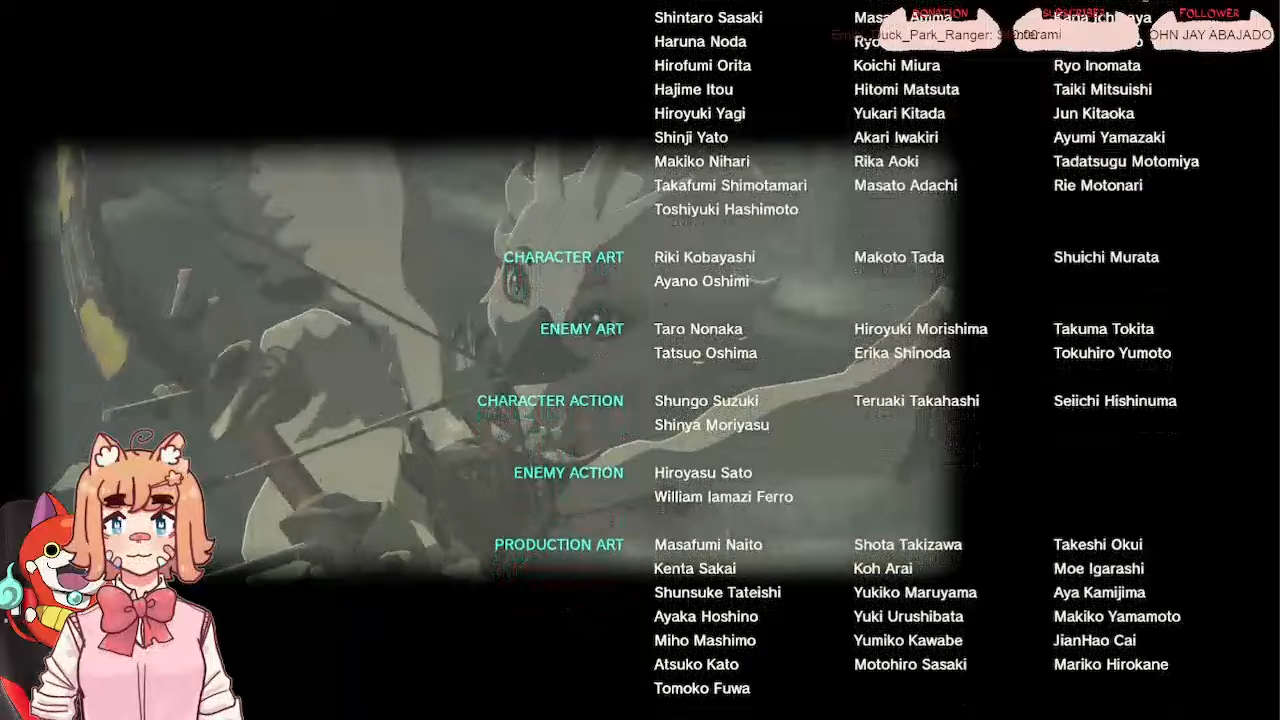 DONATION SUBSCRIBER FOLLOWER
Duck_Park_Ranger: OHN JAY ABAJADO
Shintaro Sasaki
Haruna Noda
Hirofumi Orita Koichi Miura Ryo Inomata
Hajime Itou Hitomi Matsuta Taiki Mitsuishi
Hiroyuki Yagi Yukari Kitada Jun Kitaoka
Shinji Yato Akari Iwakiri Ayumi Yamazaki
Makiko Nihari Rika Aoki Tadatsugu Motomiya
Takafumi Shimotamari Masato Adachi Rie Motonari
Toshiyuki Hashimoto
CHARACTER ART Riki Kobayashi Makoto Tada Shuichi Murata
Ayano Oshimi
ENEMY ART Taro Nonaka Hiroyuki Morishima Takuma Tokita
Tatsuo Oshima Erika Shinoda Tokuhiro Yumoto
CHARACTER ACTION Shungo Suzuki Teruaki Takahashi Seiichi Hishinuma
Shinya Moriyasu
ENEMY ACTION Hiroyasu Sato
William Iamazi Ferro
PRODUCTION ART Masafumi Naito Shota Takizawa Takeshi Okui
Kenta Sakai Koh Arai Moe Igarashi
Shunsuke Tateishi Yukiko Maruyama Aya Kamijima
Ayaka Hoshino Yuki Urushibata Makiko Yamamoto
Miho Mashimo Yumiko Kawabe JianHao Cai
Atsuko Kato Motohiro Sasaki Mariko Hirokane
Tomoko Fuwa